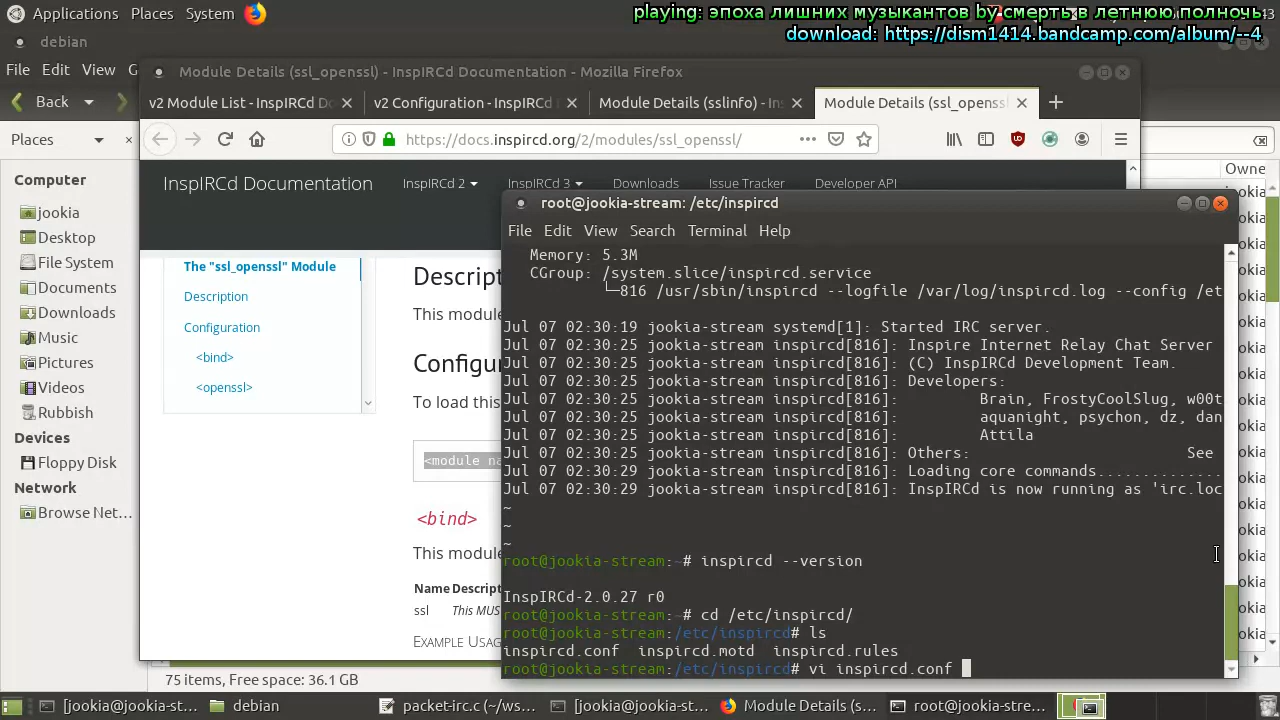 Applications Places System
playing: эпоха лишних музыкантов by смерть в летнюю полночь
download: https://dism1414.bandcamp.com/album/--4
debian
File Edit View
Back
Places
Computer
jookia
Desktop
File System
Documents
Downloads
Music
Pictures
Videos
Rubbish
Devices
Floppy Disk
Network
Browse Net...
75 items, Free space: 36.1 GB
Module Details (ssl_openssl) - InspIRCd Documentation - Mozilla Firefox
v2 Module List - InspIRCd Do
v2 Configuration - InspIRCd
Module Details (sslinfo) - Ins
Module Details (ssl_openssl
https://docs.inspircd.org/2/modules/ssl_openssl/
InspIRCd Documentation InspIRCd 2 InspIRCd 3 Downloads Issue Tracker Developer API
The "ssl_openssl" Module
Description
Configuration
<bind>
<openssl>
Descript
This modul
Configu
To load this
<module na
<bind>
This module
Name Descript
ssl This MUS
EXAMPLE USAG
root@jookia-stream: /etc/inspircd
File Edit View Search Terminal Help
Memory: 5.3M
CGroup: /system.slice/inspircd.service
└─816 /usr/sbin/inspircd --logfile /var/log/inspircd.log --config /et
Jul 07 02:30:19 jookia-stream systemd[1]: Started IRC server.
Jul 07 02:30:25 jookia-stream inspircd[816]: Inspire Internet Relay Chat Server
Jul 07 02:30:25 jookia-stream inspircd[816]: (C) InspIRCd Development Team.
Jul 07 02:30:25 jookia-stream inspircd[816]: Developers:
Jul 07 02:30:25 jookia-stream inspircd[816]: Brain, FrostyCoolSlug, w00t
Jul 07 02:30:25 jookia-stream inspircd[816]: aquanight, psychon, dz, dan
Jul 07 02:30:25 jookia-stream inspircd[816]: Attila
Jul 07 02:30:25 jookia-stream inspircd[816]: Others: See
Jul 07 02:30:29 jookia-stream inspircd[816]: Loading core commands..............
Jul 07 02:30:29 jookia-stream inspircd[816]: InspIRCd is now running as 'irc.loc
~
~
~
root@jookia-stream:~# inspircd --version
InspIRCd-2.0.27 r0
root@jookia-stream:~# cd /etc/inspircd/
root@jookia-stream:/etc/inspircd# ls
inspircd.conf inspircd.motd inspircd.rules
root@jookia-stream:/etc/inspircd# vi inspircd.conf
[jookia@jookia-st... debian packet-irc.c (~/ws... [jookia@jookia-st... Module Details (s... root@jookia-stre...